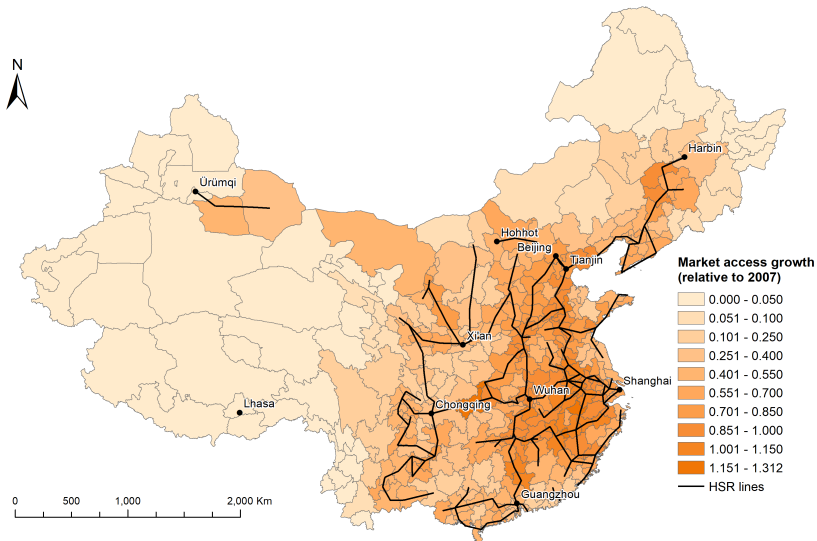 N
Harbin
Ürümqi
Hohhot
Beijing
Tianjin
Xi'an
Shanghai
Wuhan
Chongqing
Lhasa
Guangzhou
Market access growth
(relative to 2007)
0.000 - 0.050
0.051 - 0.100
0.101 - 0.250
0.251 - 0.400
0.401 - 0.550
0.551 - 0.700
0.701 - 0.850
0.851 - 1.000
1.001 - 1.150
1.151 - 1.312
HSR lines
0 500 1,000 2,000 Km